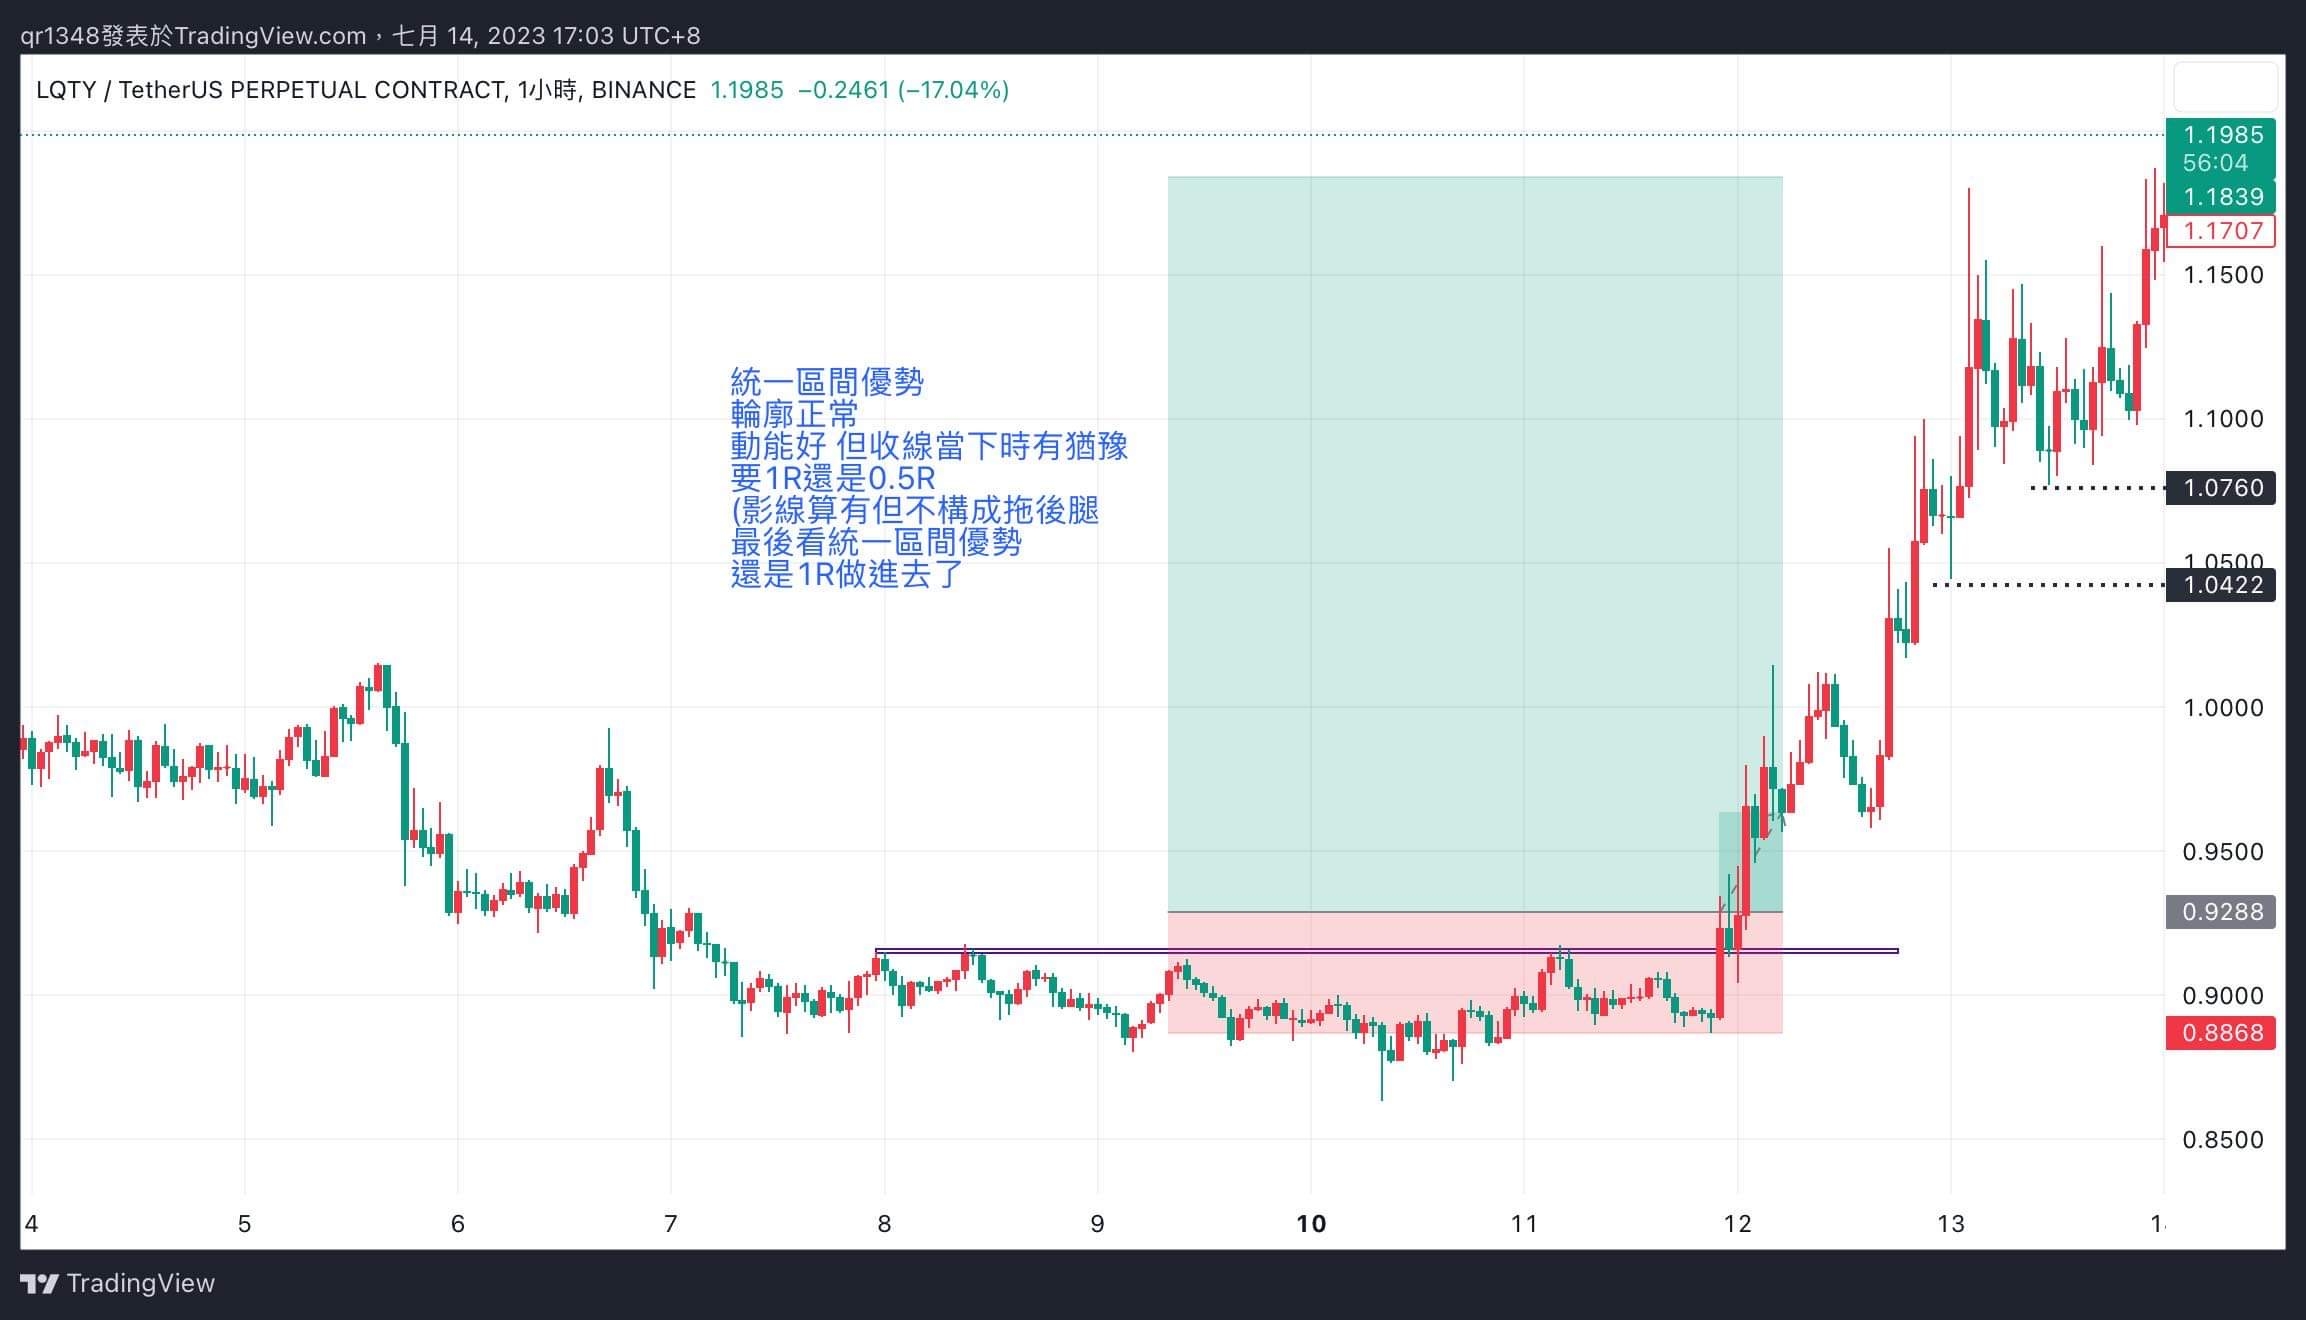 qr1348發表於TradingView.com，七月 14, 2023 17:03 UTC+8
LQTY / TetherUS PERPETUAL CONTRACT, 1小時, BINANCE 1.1985 −0.2461 (−17.04%)
1.1985
56:04
1.1839
1.1707
1.1500
1.1000
1.0760
1.0500
1.0422
1.0000
0.9500
0.9288
0.9000
0.8868
0.8500
統一區間優勢
輪廓正常
動能好 但收線當下時有猶豫
要1R還是0.5R
(影線算有但不構成拖後腿
最後看統一區間優勢
還是1R做進去了
4 5 6 7 8 9 10 11 12 13
TradingView